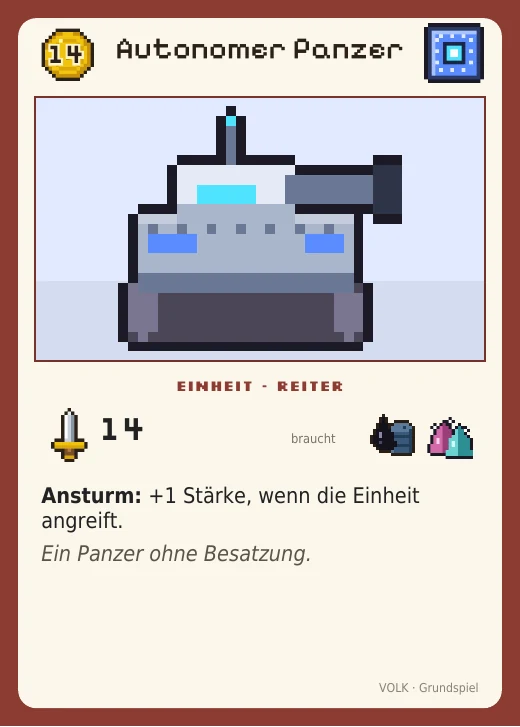 14 Autonomer Panzer
EINHEIT - REITER
14 braucht
Ansturm: +1 Stärke, wenn die Einheit
angreift.
Ein Panzer ohne Besatzung.
VOLK · Grundspiel